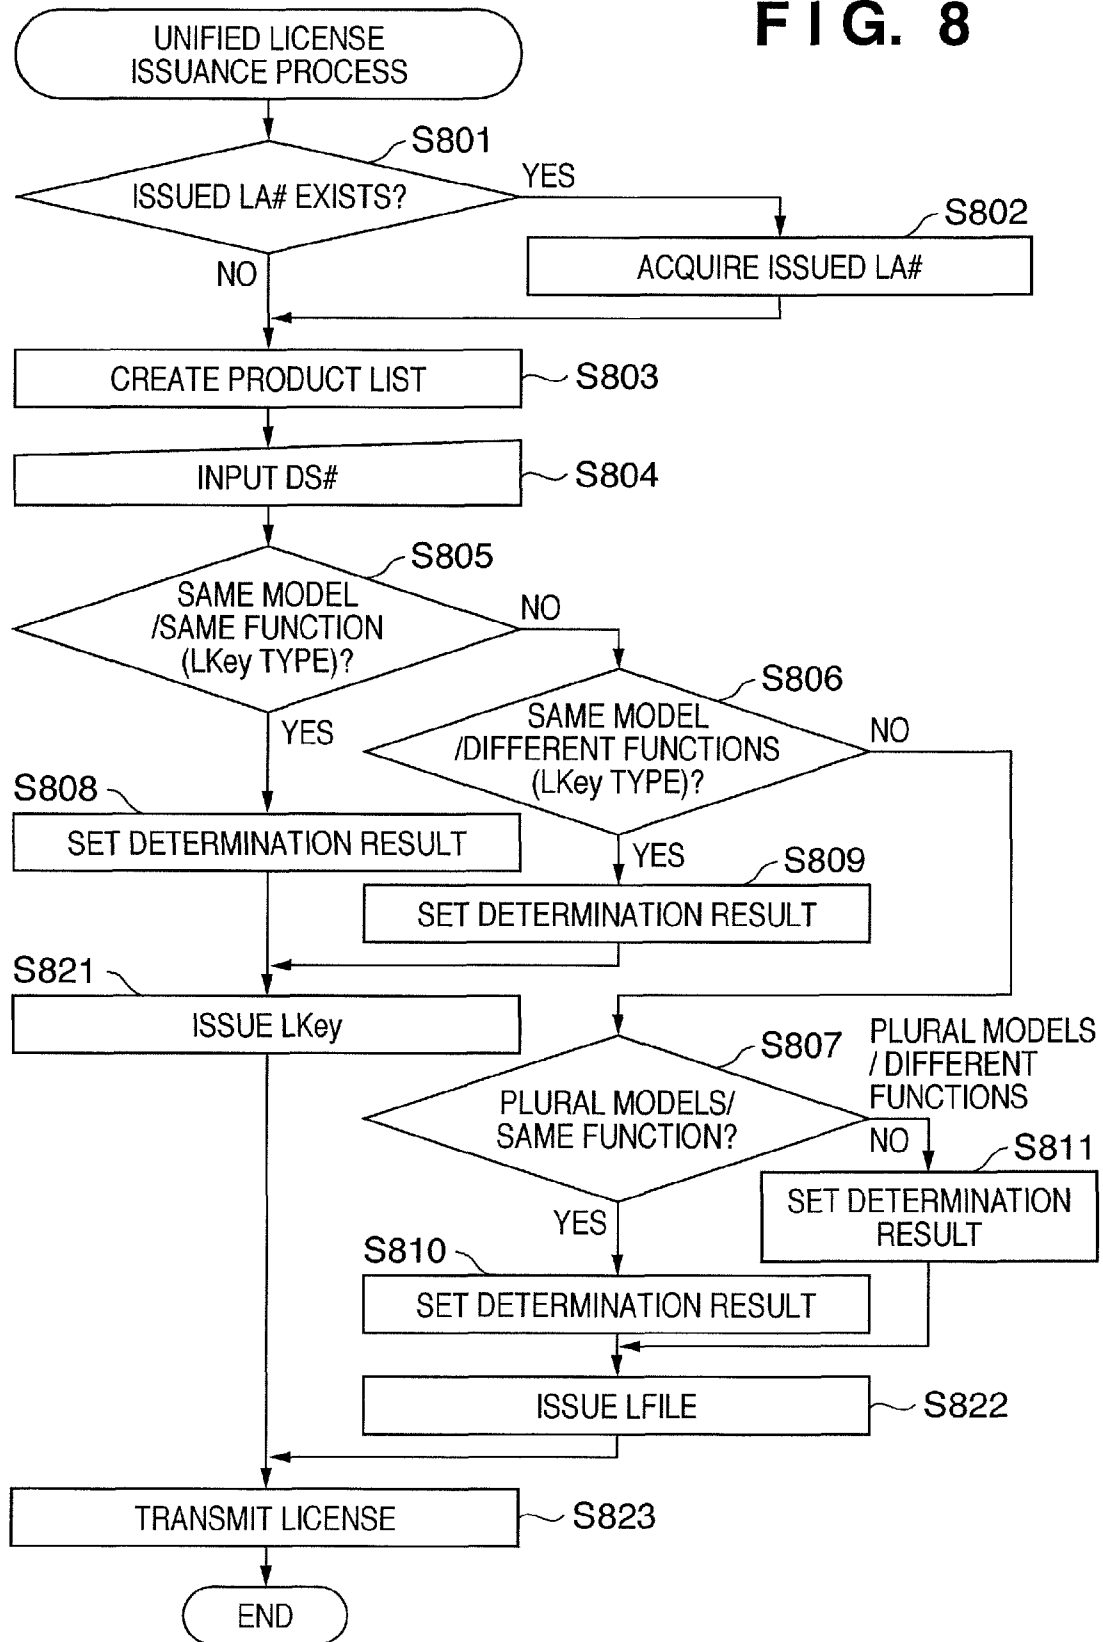 FIG. 8
UNIFIED LICENSE
ISSUANCE PROCESS
S801
ISSUED LA# EXISTS?
YES
S802
ACQUIRE ISSUED LA#
NO
CREATE PRODUCT LIST
S803
INPUT DS#
S804
S805
SAME MODEL
/SAME FUNCTION
(LKey TYPE)?
NO
YES
S806
SAME MODEL
/DIFFERENT FUNCTIONS
(LKey TYPE)?
NO
S808
SET DETERMINATION RESULT
YES
S809
SET DETERMINATION RESULT
S821
ISSUE LKey
S807
PLURAL MODELS/
SAME FUNCTION?
PLURAL MODELS
/ DIFFERENT
FUNCTIONS
NO
S811
SET DETERMINATION
RESULT
YES
S810
SET DETERMINATION RESULT
ISSUE LFILE
S822
TRANSMIT LICENSE
S823
END